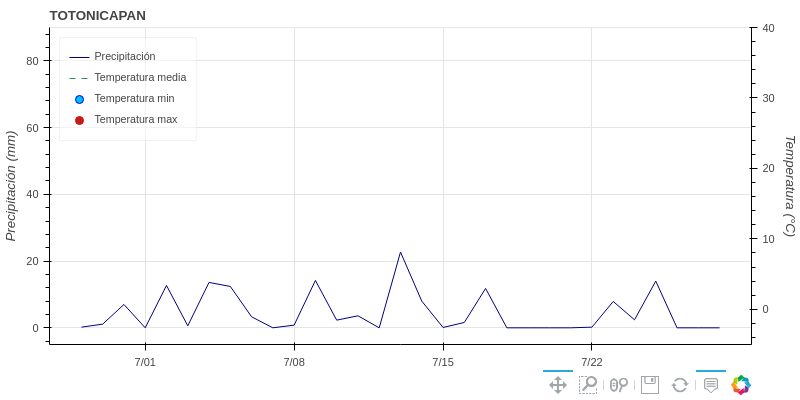 TOTONICAPAN
Precipitación
Temperatura media
Temperatura min
Temperatura max
Precipitación (mm)
80
60
40
20
0
Temperatura (°C)
40
30
20
10
0
7/01
7/08
7/15
7/22